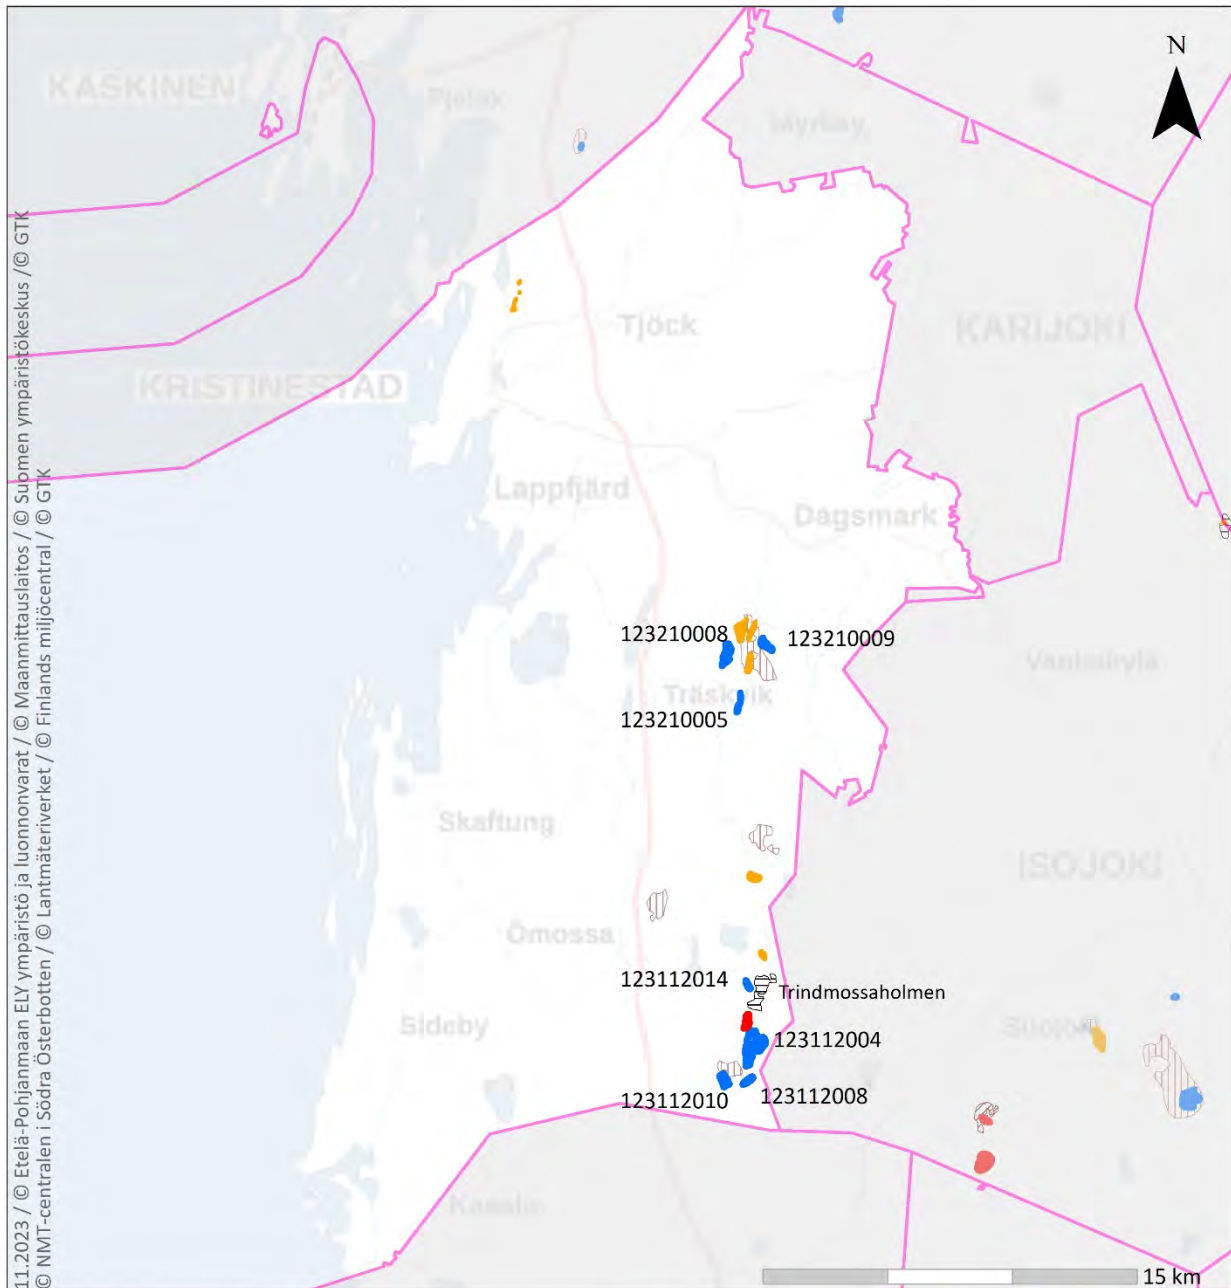 N
KASKINEN
Pjelax
Myrkky
Tjöck
KARIJOKI
KRISTINESTAD
Lappfjärd
Dagsmark
123210008
123210009
Vanhakylä
Träskvik
123210005
Skaftung
ISOJOKI
Ömossa
123112014
Trindmossaholmen
Sideby
Suojoki
123112004
123112010
123112008
15 km
11.2023 / © Etelä-Pohjanmaan ELY ympäristö ja luonnonvarat / © Maanmittauslaitos / © Suomen ympäristökeskus /© GTK
© NMT-centralen i Södra Österbotten / © Lantmäteriverket / © Finlands miljöcentral / © GTK